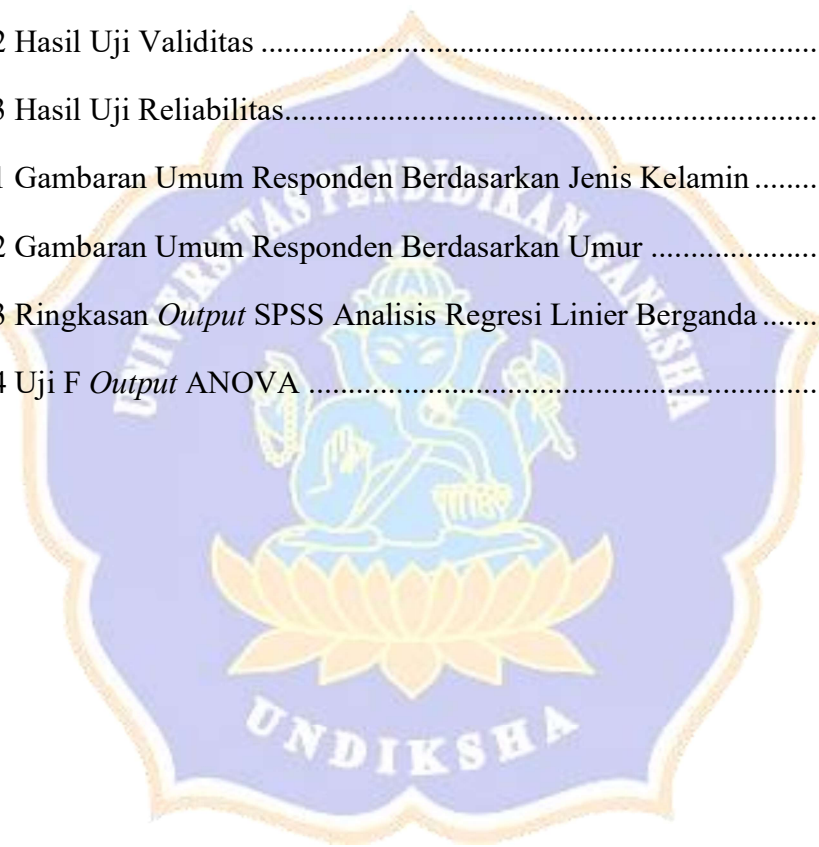 2 Hasil Uji Validitas ......................................................................
3 Hasil Uji Reliabilitas...................................................................
1 Gambaran Umum Responden Berdasarkan Jenis Kelamin ........
2 Gambaran Umum Responden Berdasarkan Umur .....................
3 Ringkasan Output SPSS Analisis Regresi Linier Berganda .......
4 Uji F Output ANOVA ................................................................
UNIVERSITAS PENDIDIKAN GANESHA
UNDIKSHA